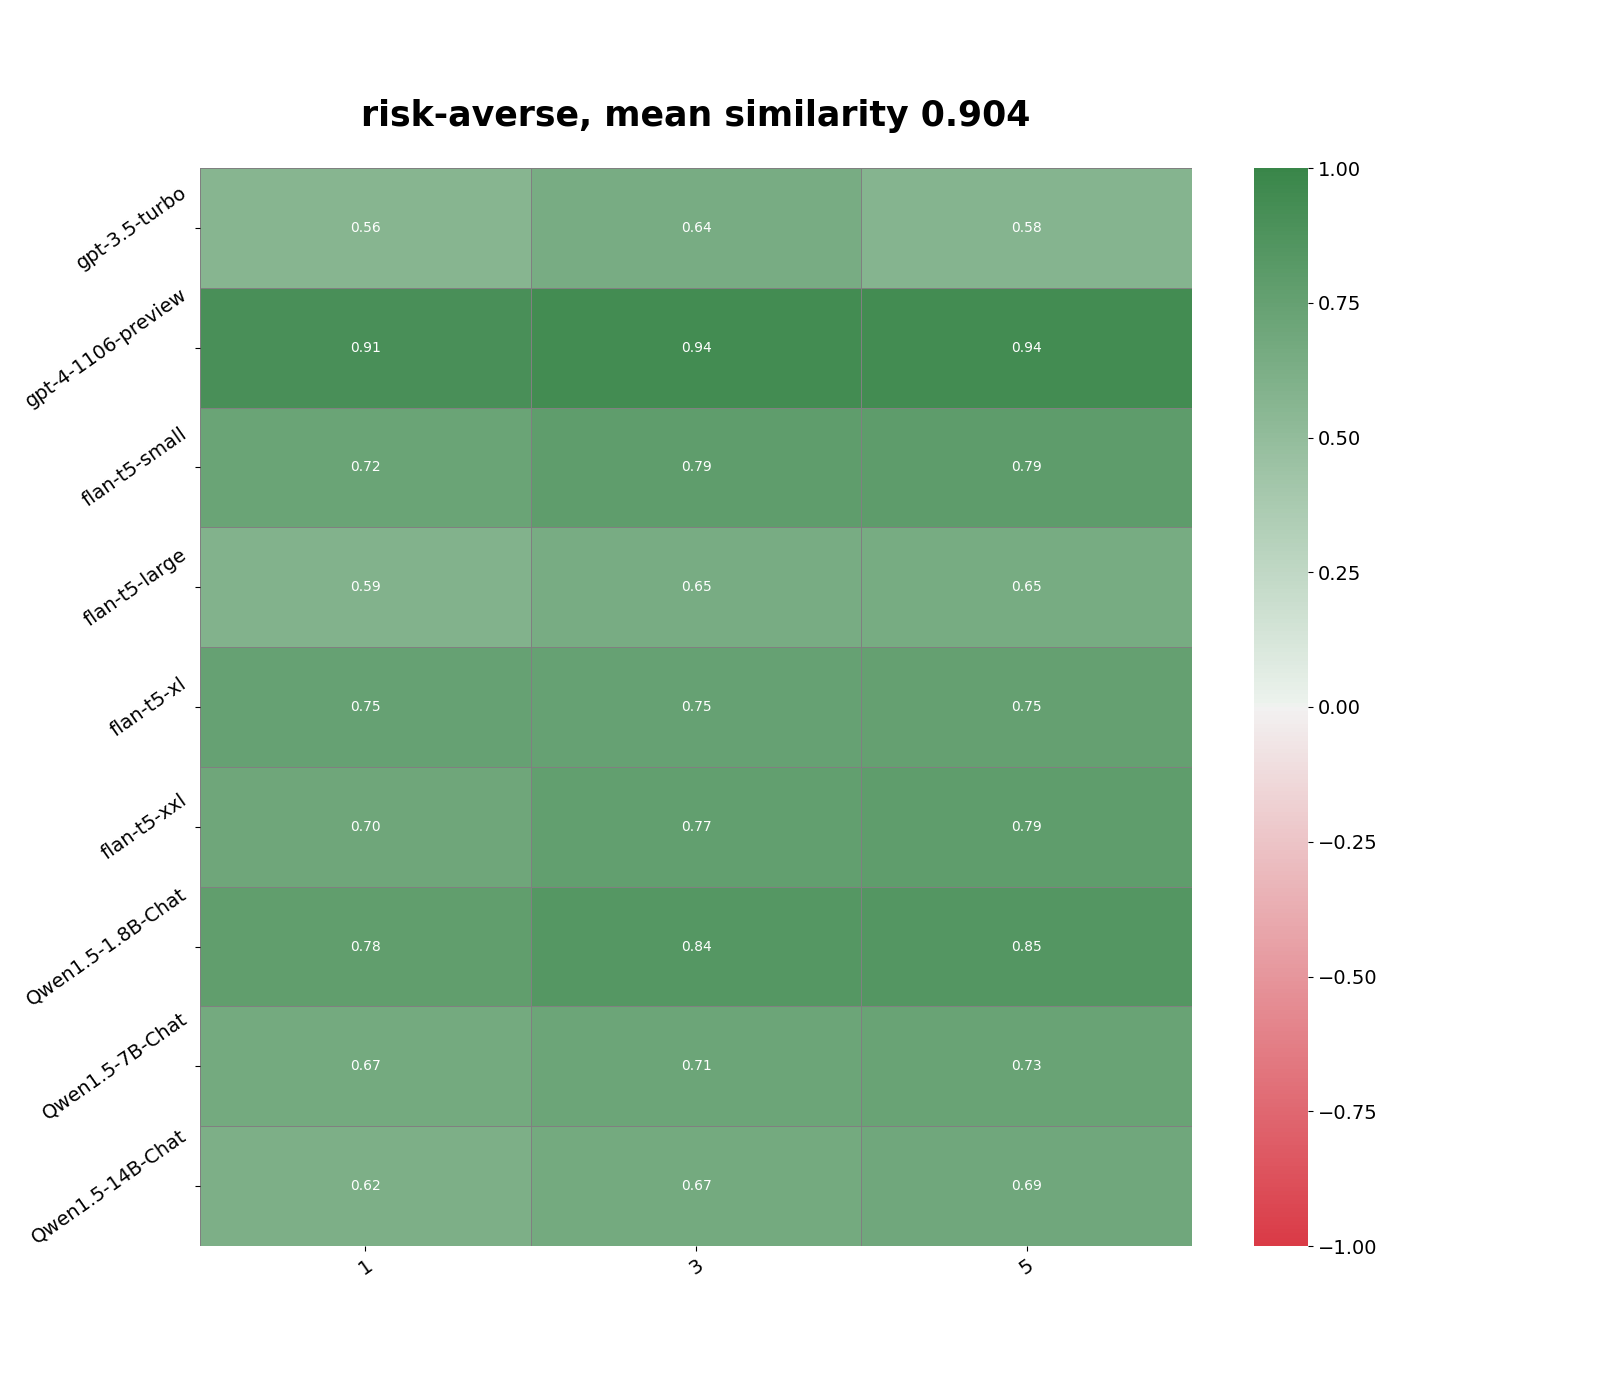 risk-averse, mean similarity 0.904
gpt-3.5-turbo 0.56 0.64 0.58
gpt-4-1106-preview 0.91 0.94 0.94
flan-t5-small 0.72 0.79 0.79
flan-t5-large 0.59 0.65 0.65
flan-t5-xl 0.75 0.75 0.75
flan-t5-xxl 0.70 0.77 0.79
Qwen1.5-1.8B-Chat 0.78 0.84 0.85
Qwen1.5-7B-Chat 0.67 0.71 0.73
Qwen1.5-14B-Chat 0.62 0.67 0.69
1 3 5
1.00
0.75
0.50
0.25
0.00
−0.25
−0.50
−0.75
−1.00